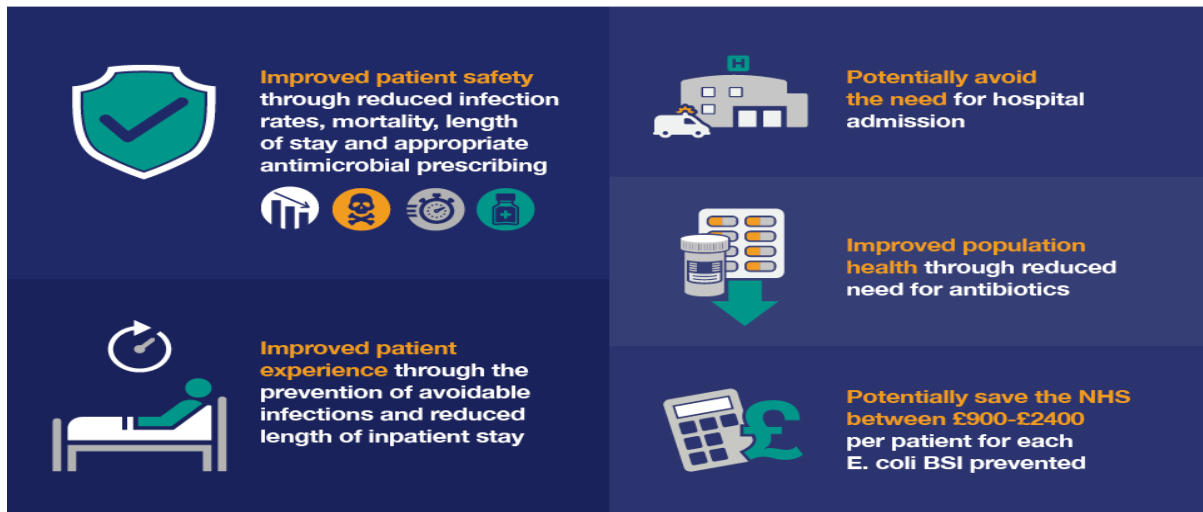 Improved patient safety
through reduced infection
rates, mortality, length
of stay and appropriate
antimicrobial prescribing
Improved patient
experience through the
prevention of avoidable
infections and reduced
length of inpatient stay
H
Potentially avoid
the need for hospital
admission
Improved population
health through reduced
need for antibiotics
£
Potentially save the NHS
between £900-£2400
per patient for each
E. coli BSI prevented